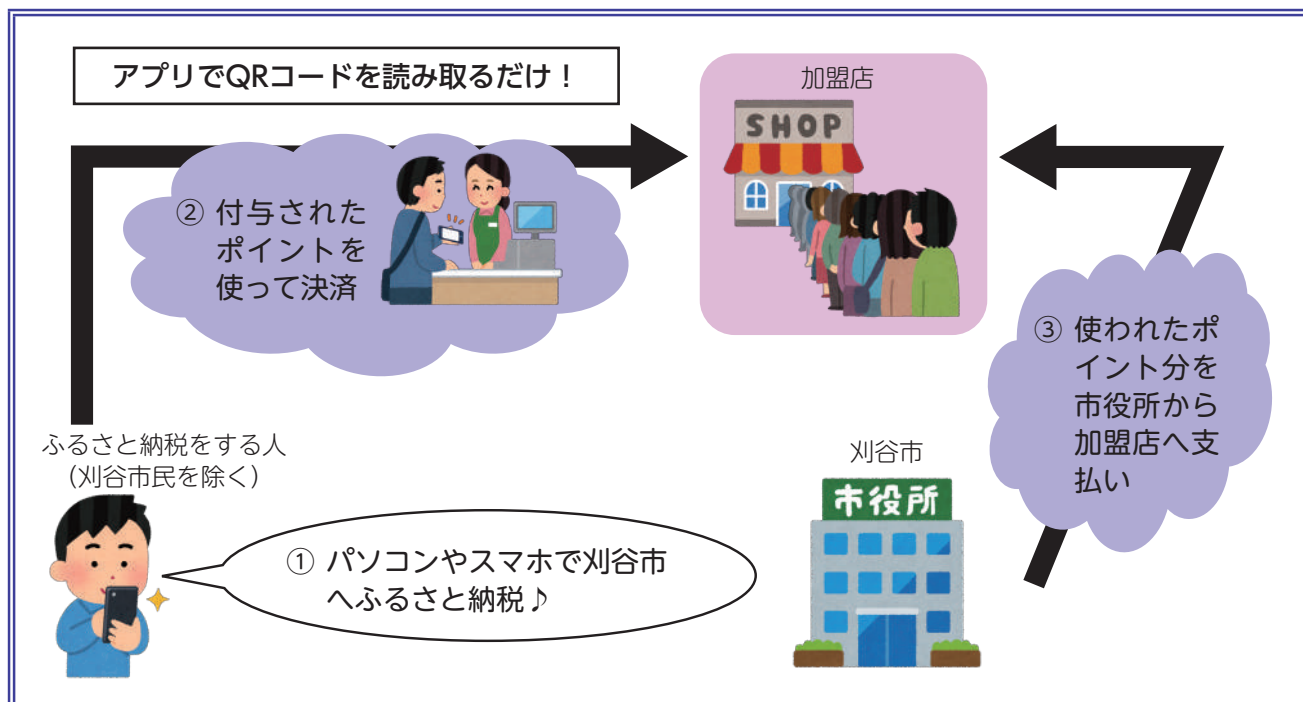 アプリでQRコードを読み取るだけ！
加盟店
SHOP
② 付与された
ポイントを
使って決済
③ 使われたポ
イント分を
市役所から
加盟店へ支
払い
ふるさと納税をする人
（刈谷市民を除く）
刈谷市
市役所
① パソコンやスマホで刈谷市
へふるさと納税♪